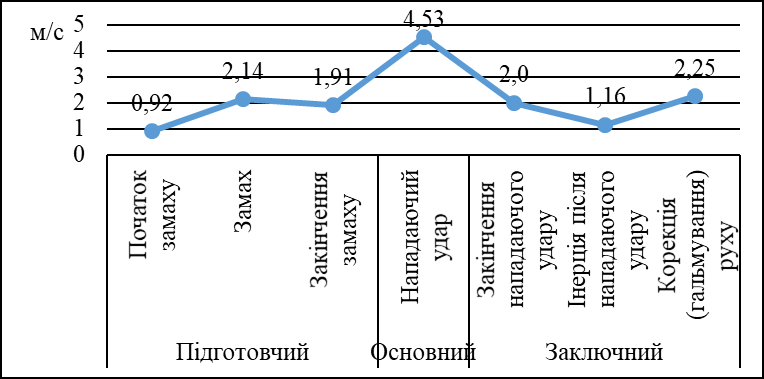 м/с
5
4
3
2
1
0
0,92
2,14
1,91
4,53
2,0
1,16
2,25
Початок
замаху
Замах
Закінчення
замаху
Нападаючий
удар
Закінчення
нападаючого
удару
Інерція після
нападаючого
удару
Корекція
(гальмування)
руху
Підготовчий
Основний
Заключний